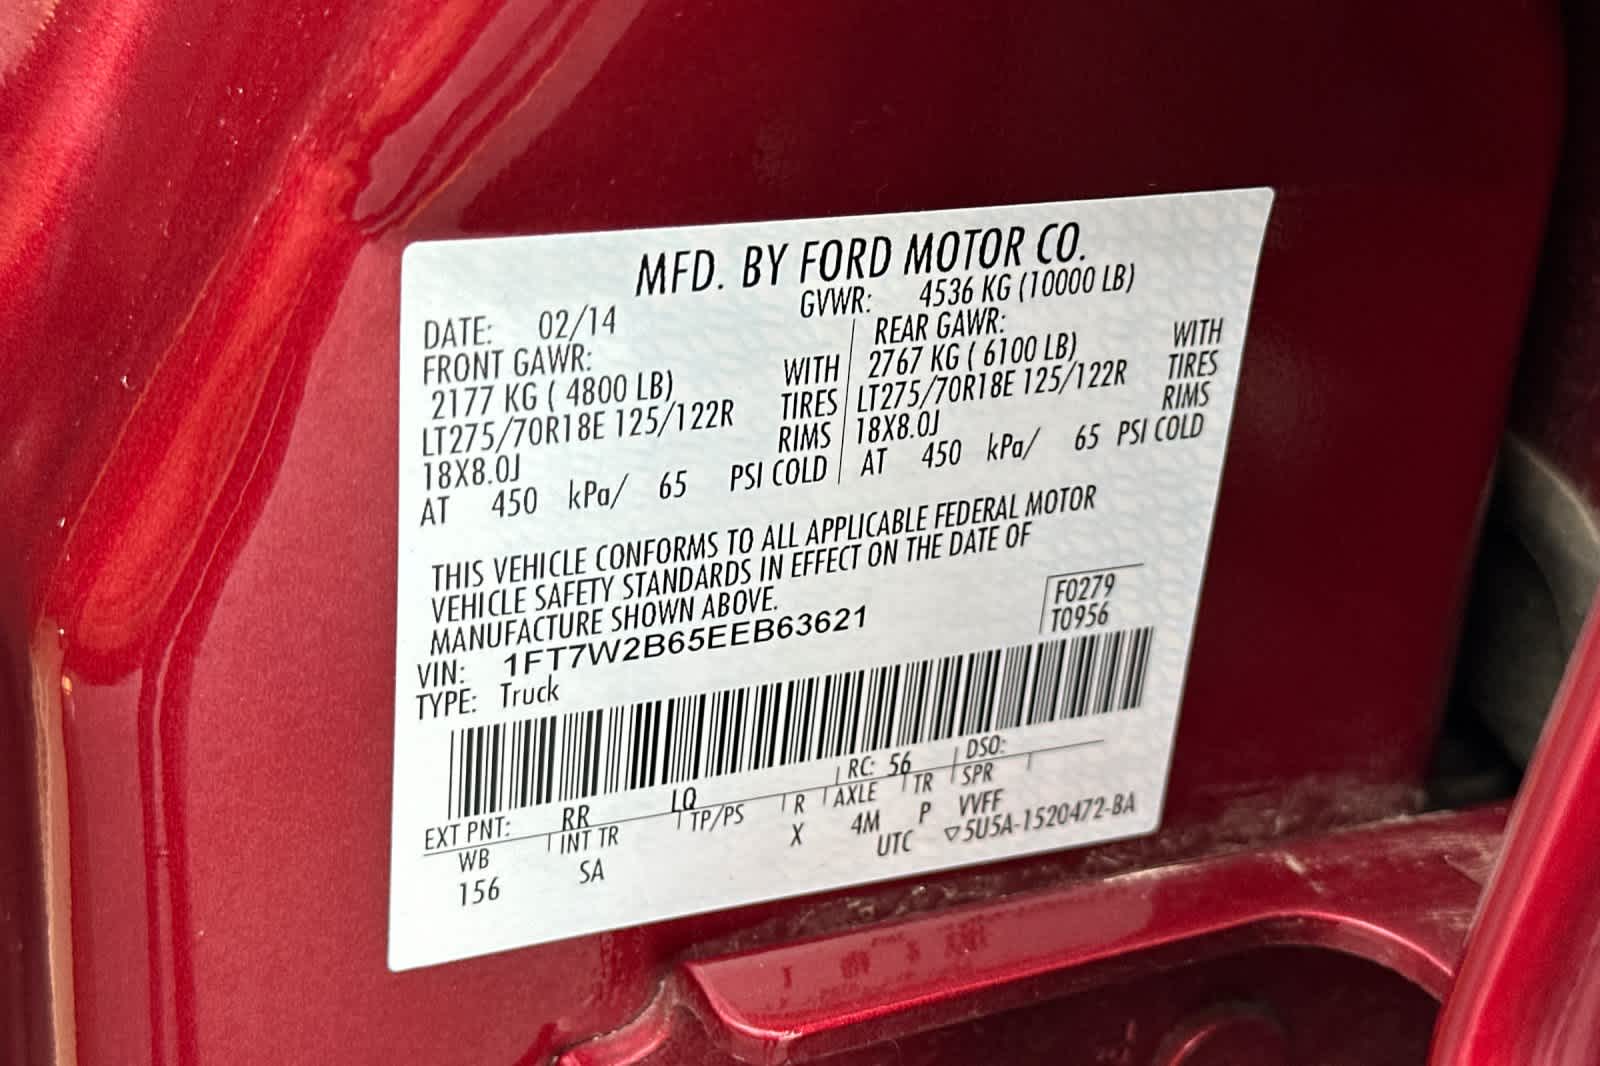 MFD. BY FORD MOTOR CO.
DATE: 02/14 GVWR: 4536 KG (10000 LB)
FRONT GAWR: REAR GAWR:
2177 KG ( 4800 LB) WITH 2767 KG ( 6100 LB) WITH
LT275/70R18E 125/122R TIRES LT275/70R18E 125/122R TIRES
18X8.0J RIMS 18X8.0J RIMS
AT 450 kPa/ 65 PSI COLD AT 450 kPa/ 65 PSI COLD
THIS VEHICLE CONFORMS TO ALL APPLICABLE FEDERAL MOTOR
VEHICLE SAFETY STANDARDS IN EFFECT ON THE DATE OF
MANUFACTURE SHOWN ABOVE.
VIN: 1FT7W2B65EEB63621 F0279
TYPE: Truck T0956
EXT PNT: RR LQ RC: 56 DSO:
WB INT TR TP/PS R AXLE TR SPR
156 SA X 4M P VVFF
UTC ▽5U5A-1520472-BA